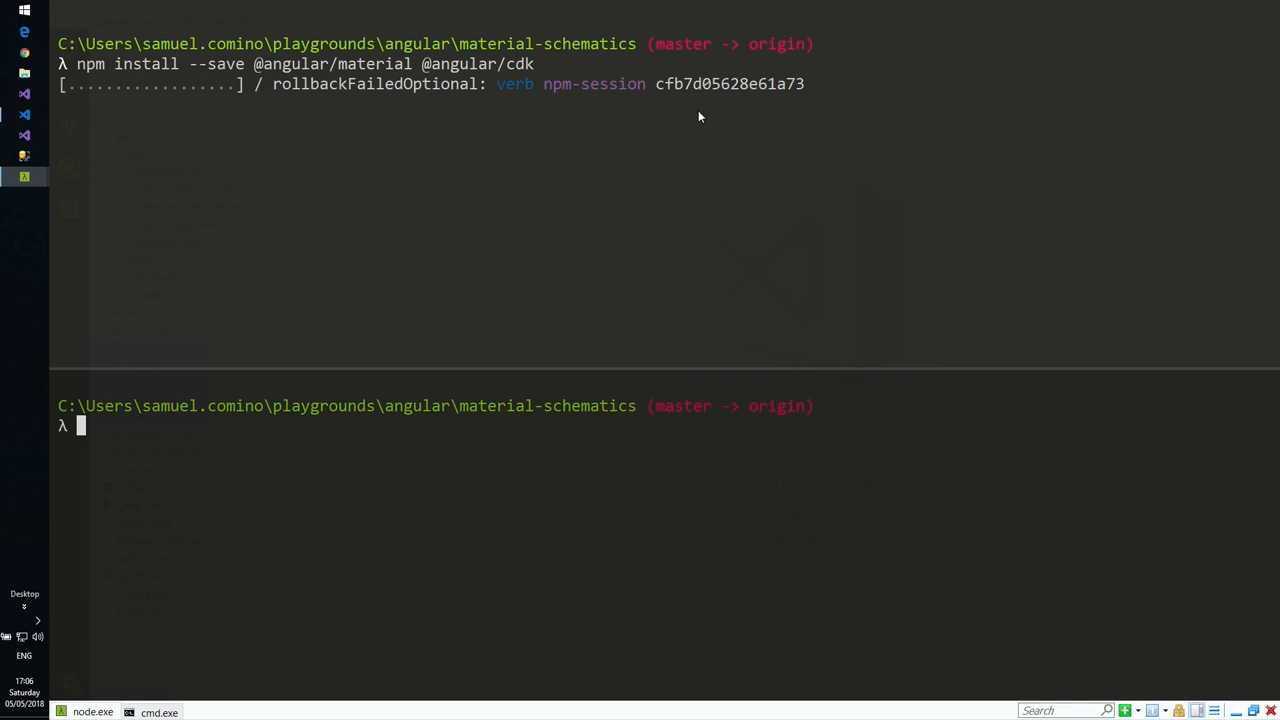 C:\Users\samuel.comino\playgrounds\angular\material-schematics (master -> origin)
λ npm install --save @angular/material @angular/cdk
[..................] / rollbackFailedOptional: verb npm-session cfb7d05628e61a73
C:\Users\samuel.comino\playgrounds\angular\material-schematics (master -> origin)
λ
Desktop
ENG
17:06
Saturday
05/05/2018
node.exe
cmd.exe
Search